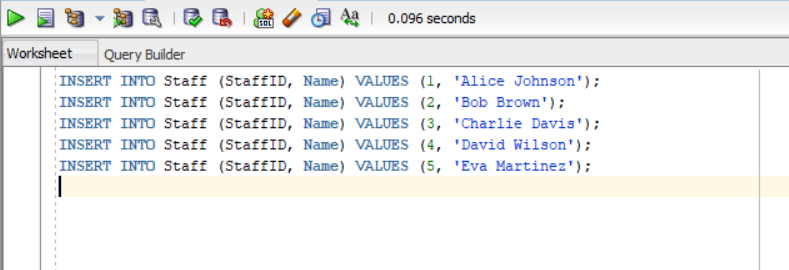 SQL
Aa
0.096 seconds
Worksheet
Query Builder
INSERT INTO Staff (StaffID, Name) VALUES (1, 'Alice Johnson');
INSERT INTO Staff (StaffID, Name) VALUES (2, 'Bob Brown');
INSERT INTO Staff (StaffID, Name) VALUES (3, 'Charlie Davis');
INSERT INTO Staff (StaffID, Name) VALUES (4, 'David Wilson');
INSERT INTO Staff (StaffID, Name) VALUES (5, 'Eva Martinez');